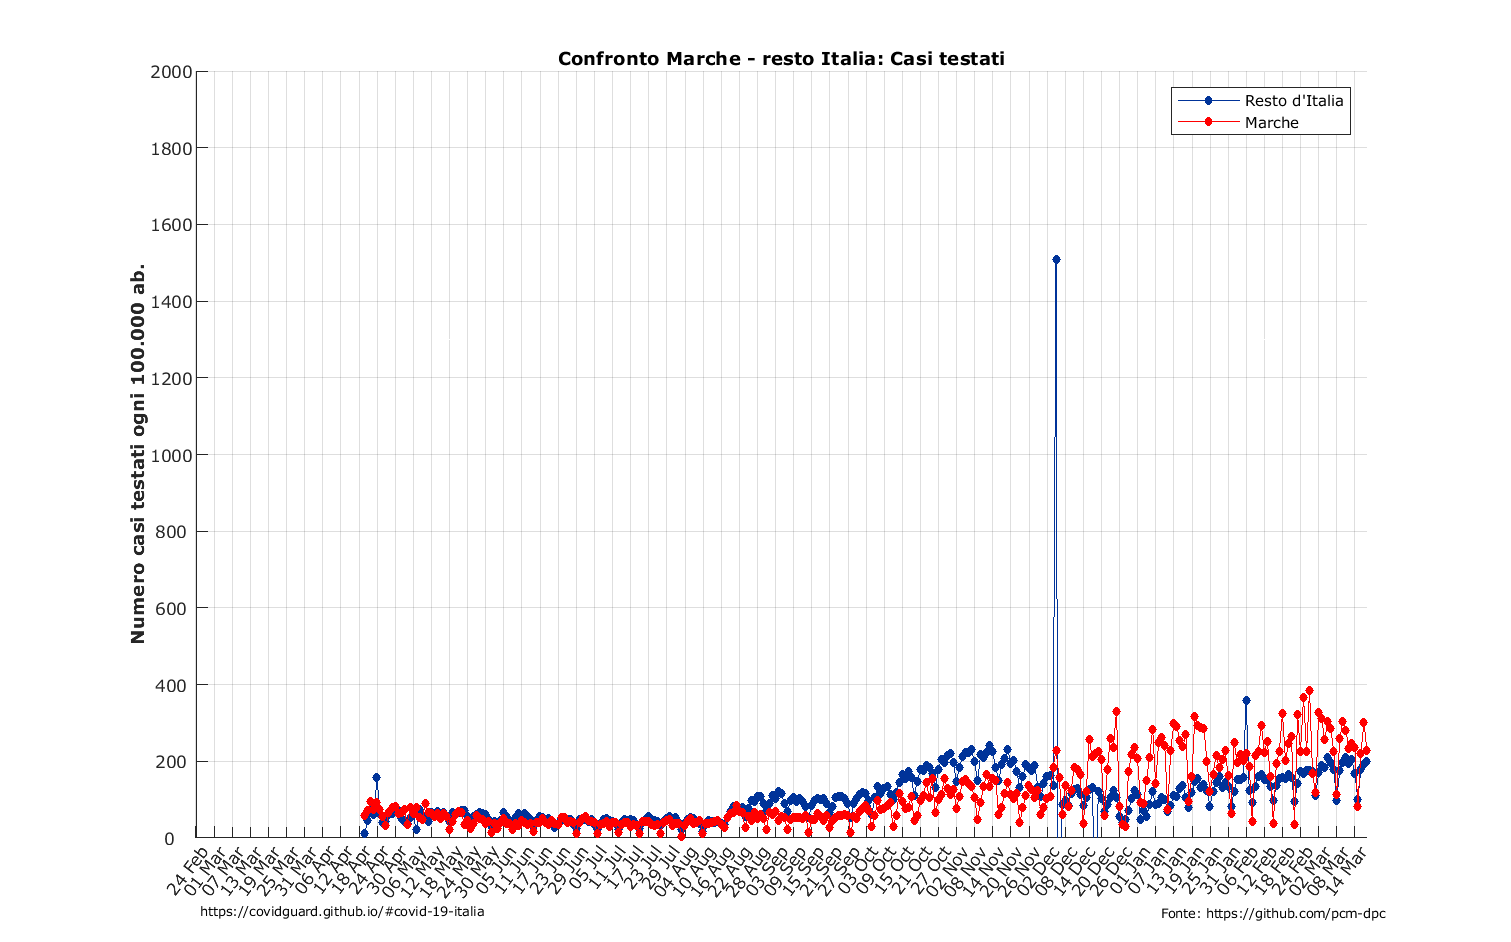 Confronto Marche - resto Italia: Casi testati
Resto d'Italia
Marche
Numero casi testati ogni 100.000 ab.
2000
1800
1600
1400
1200
1000
800
600
400
200
0
24 Feb
01 Mar
07 Mar
13 Mar
19 Mar
25 Mar
31 Mar
06 Apr
12 Apr
18 Apr
24 Apr
30 Apr
06 May
12 May
18 May
24 May
30 May
05 Jun
11 Jun
17 Jun
23 Jun
29 Jun
05 Jul
11 Jul
17 Jul
23 Jul
29 Jul
04 Aug
10 Aug
16 Aug
22 Aug
28 Aug
03 Sep
09 Sep
15 Sep
21 Sep
27 Sep
03 Oct
09 Oct
15 Oct
21 Oct
27 Oct
02 Nov
08 Nov
14 Nov
20 Nov
26 Nov
02 Dec
08 Dec
14 Dec
20 Dec
26 Dec
01 Jan
07 Jan
13 Jan
19 Jan
25 Jan
31 Jan
06 Feb
12 Feb
18 Feb
24 Feb
02 Mar
08 Mar
14 Mar
https://covidguard.github.io/#covid-19-italia
Fonte: https://github.com/pcm-dpc